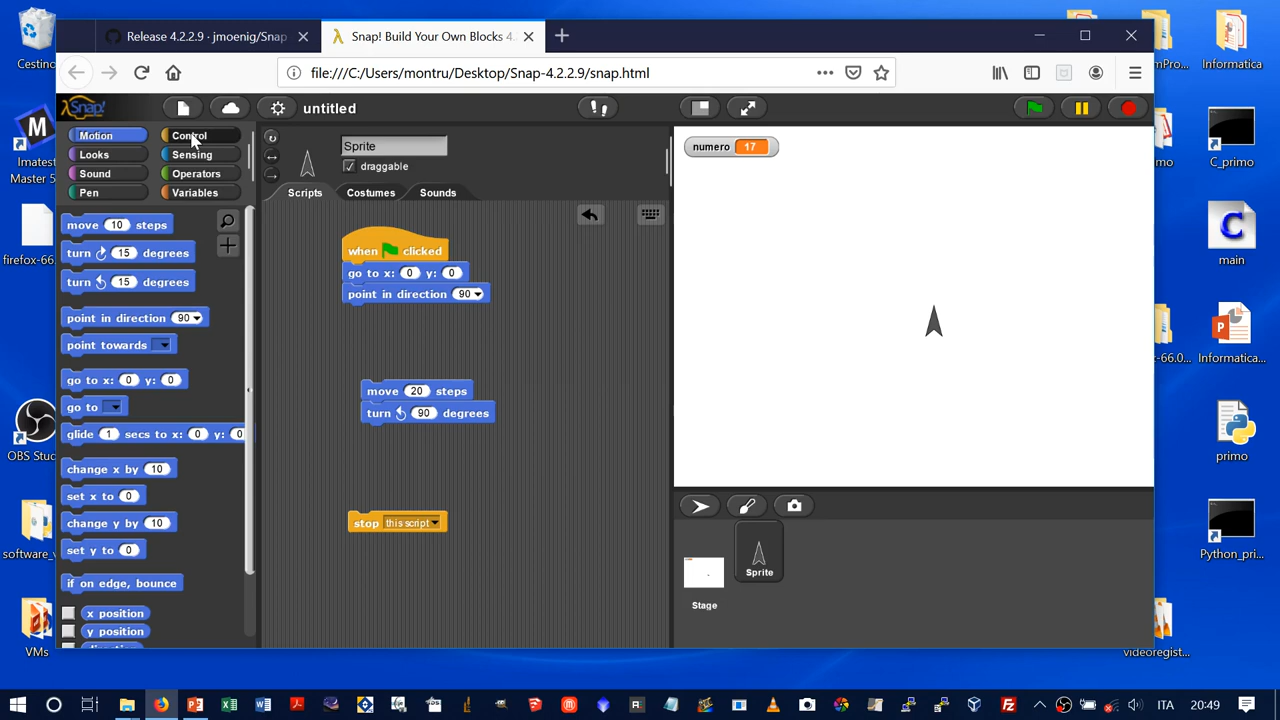 Cestino
Imatest
Master 5
firefox-66
OBS Stud
software_v
VMs
Release 4.2.2.9 · jmoenig/Snap
Snap! Build Your Own Blocks 4.
file:///C:/Users/montru/Desktop/Snap-4.2.2.9/snap.html
Snap!
untitled
Motion
Control
Looks
Sensing
Sound
Operators
Pen
Variables
move 10 steps
turn 15 degrees
turn 15 degrees
point in direction 90
point towards
go to x: 0 y: 0
go to
glide 1 secs to x: 0 y: 0
change x by 10
set x to 0
change y by 10
set y to 0
if on edge, bounce
x position
y position
Sprite
draggable
Scripts
Costumes
Sounds
when clicked
go to x: 0 y: 0
point in direction 90
move 20 steps
turn 90 degrees
stop this script
numero 17
Stage
Sprite
Informatica
C_primo
main
Informatica...
primo
Python_pri...
videoregist...
ITA
20:49